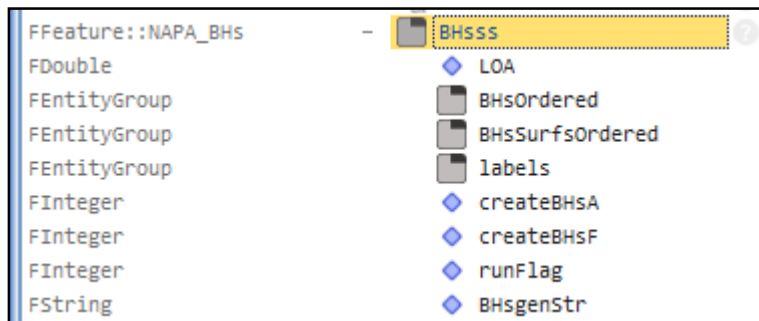 FFeature::NAPA_BHs – BHsss ?
FDouble LOA
FEntityGroup BHsOrdered
FEntityGroup BHsSurfsOrdered
FEntityGroup labels
FInteger createBHsA
FInteger createBHsF
FInteger runFlag
FString BHsgenStr